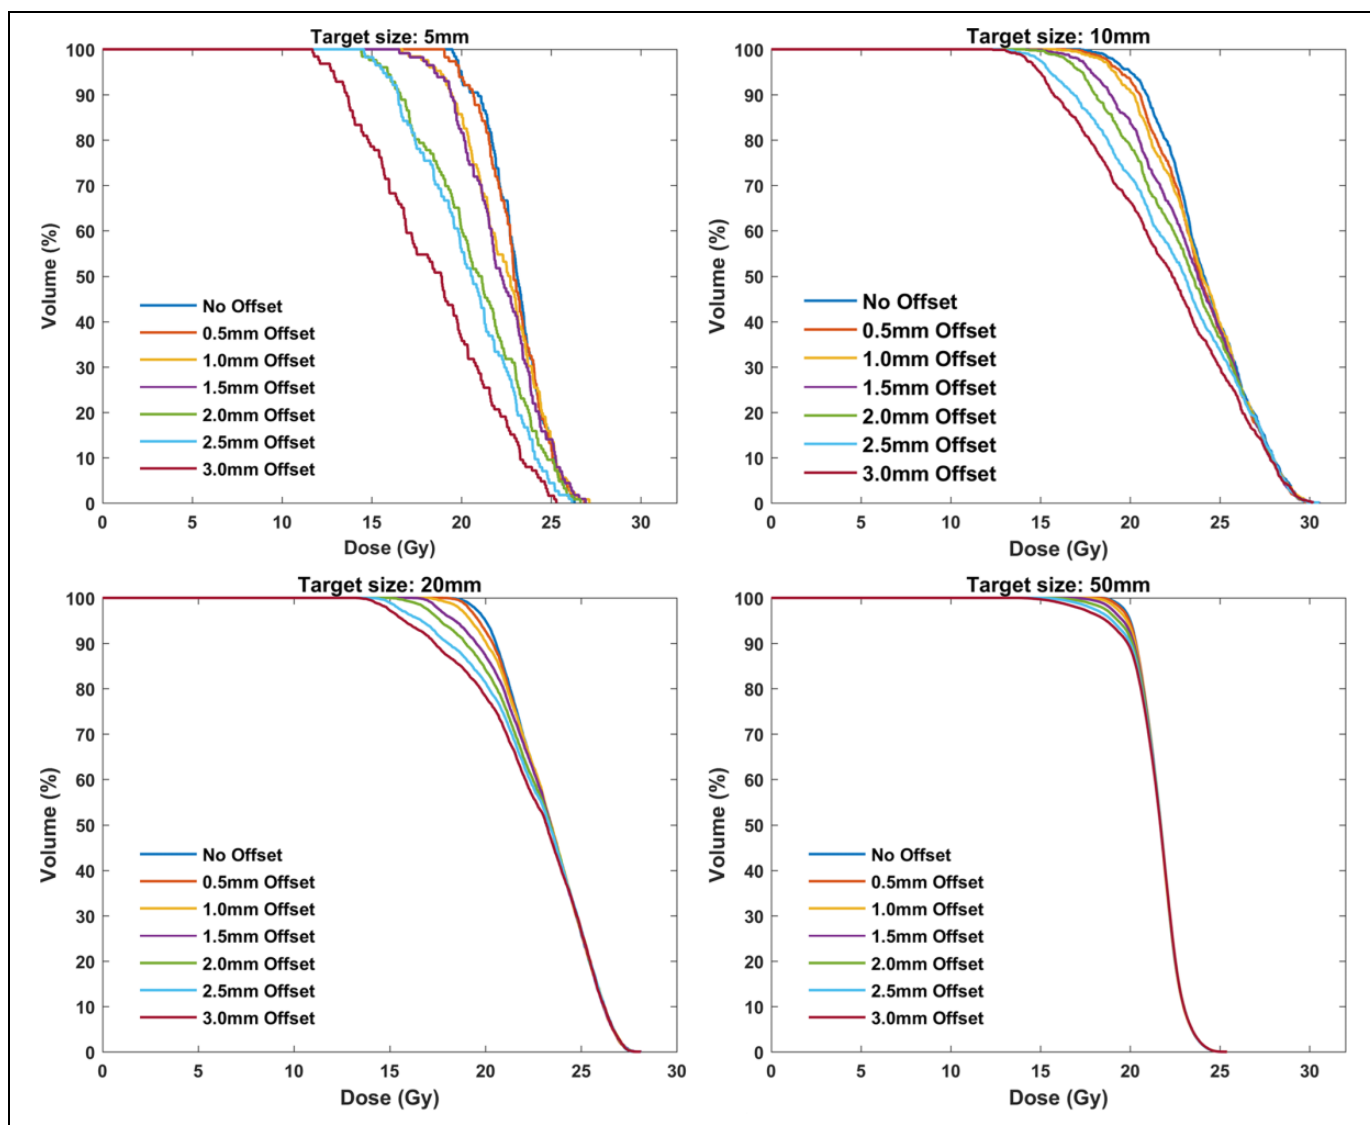 Target size: 5mm
100
90
80
70
60
50
40
30
20
10
0
Volume (%)
No Offset
0.5mm Offset
1.0mm Offset
1.5mm Offset
2.0mm Offset
2.5mm Offset
3.0mm Offset
0 5 10 15 20 25 30
Dose (Gy)
Target size: 10mm
100
90
80
70
60
50
40
30
20
10
0
Volume (%)
No Offset
0.5mm Offset
1.0mm Offset
1.5mm Offset
2.0mm Offset
2.5mm Offset
3.0mm Offset
0 5 10 15 20 25 30
Dose (Gy)
Target size: 20mm
100
90
80
70
60
50
40
30
20
10
0
Volume (%)
No Offset
0.5mm Offset
1.0mm Offset
1.5mm Offset
2.0mm Offset
2.5mm Offset
3.0mm Offset
0 5 10 15 20 25 30
Dose (Gy)
Target size: 50mm
100
90
80
70
60
50
40
30
20
10
0
Volume (%)
No Offset
0.5mm Offset
1.0mm Offset
1.5mm Offset
2.0mm Offset
2.5mm Offset
3.0mm Offset
0 5 10 15 20 25 30
Dose (Gy)